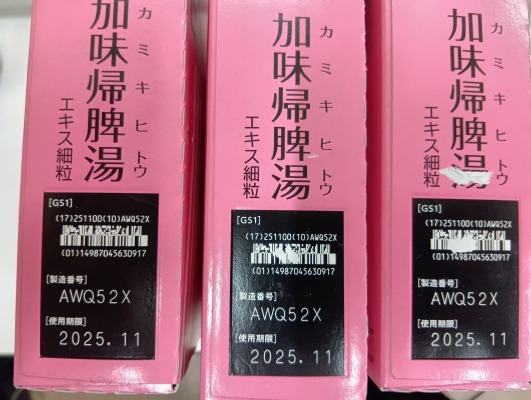 カミキヒトウ
加味帰脾湯
エキス細粒
[GS1]
(17)251100(10)AWQ52X
(01)14987045630917
[製造番号]
AWQ52X
[使用期限]
2025.11
カミキヒトウ
加味帰脾湯
エキス細粒
[GS1]
(17)251100(10)AWQ52X
(01)14987045630917
[製造番号]
AWQ52X
[使用期限]
2025.11
カミキヒトウ
加味帰脾湯
エキス細粒
[GS1]
(17)251100(10)AWQ52X
(01)14987045630917
[製造番号]
AWQ52X
[使用期限]
2025.11